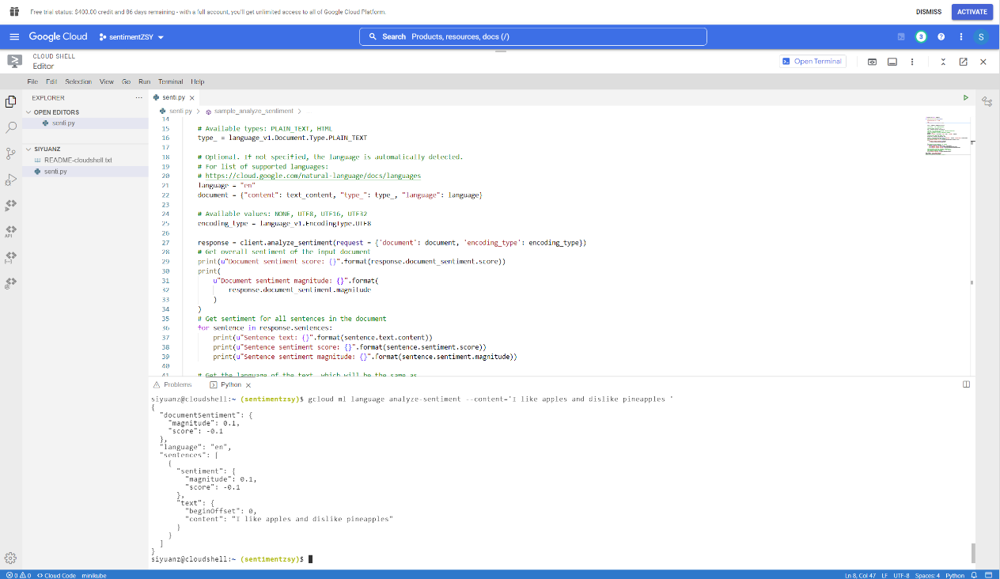 Free trial status: $400.00 credit and 86 days remaining - with a full account, you'll get unlimited access to all of Google Cloud Platform.
DISMISS
ACTIVATE
Google Cloud
sentimentZSY
Search Products, resources, docs (/)
3
?
S
CLOUD SHELL
Editor
Open Terminal
File Edit Selection View Go Run Terminal Help
EXPLORER
OPEN EDITORS
senti.py
SIYUANZ
README-cloudshell.txt
senti.py
API
senti.py
senti.py > sample_analyze_sentiment >
14
15 # Available types: PLAIN_TEXT, HTML
16 type_ = language_v1.Document.Type.PLAIN_TEXT
17
18 # Optional. If not specified, the language is automatically detected.
19 # For list of supported languages:
20 # https://cloud.google.com/natural-language/docs/languages
21 language = "en"
22 document = {"content": text_content, "type_": type_, "language": language}
23
24 # Available values: NONE, UTF8, UTF16, UTF32
25 encoding_type = language_v1.EncodingType.UTF8
26
27 response = client.analyze_sentiment(request = {'document': document, 'encoding_type': encoding_type})
28 # Get overall sentiment of the input document
29 print(u"Document sentiment score: {}".format(response.document_sentiment.score))
30 print(
31 u"Document sentiment magnitude: {}".format(
32 response.document_sentiment.magnitude
33 )
34 )
35 # Get sentiment for all sentences in the document
36 for sentence in response.sentences:
37 print(u"Sentence text: {}".format(sentence.text.content))
38 print(u"Sentence sentiment score: {}".format(sentence.sentiment.score))
39 print(u"Sentence sentiment magnitude: {}".format(sentence.sentiment.magnitude))
40
41 # Get the language of the text, which will be the same as
Problems
Python
siyuanz@cloudshell:~ (sentimentzsy)$ gcloud ml language analyze-sentiment --content='I like apples and dislike pineapples '
{
"documentSentiment": {
"magnitude": 0.1,
"score": -0.1
},
"language": "en",
"sentences": [
{
"sentiment": {
"magnitude": 0.1,
"score": -0.1
},
"text": {
"beginOffset": 0,
"content": "I like apples and dislike pineapples"
}
}
]
}
siyuanz@cloudshell:~ (sentimentzsy)$
0 0 Cloud Code minikube
Ln 8, Col 47 LF UTF-8 Spaces: 4 Python